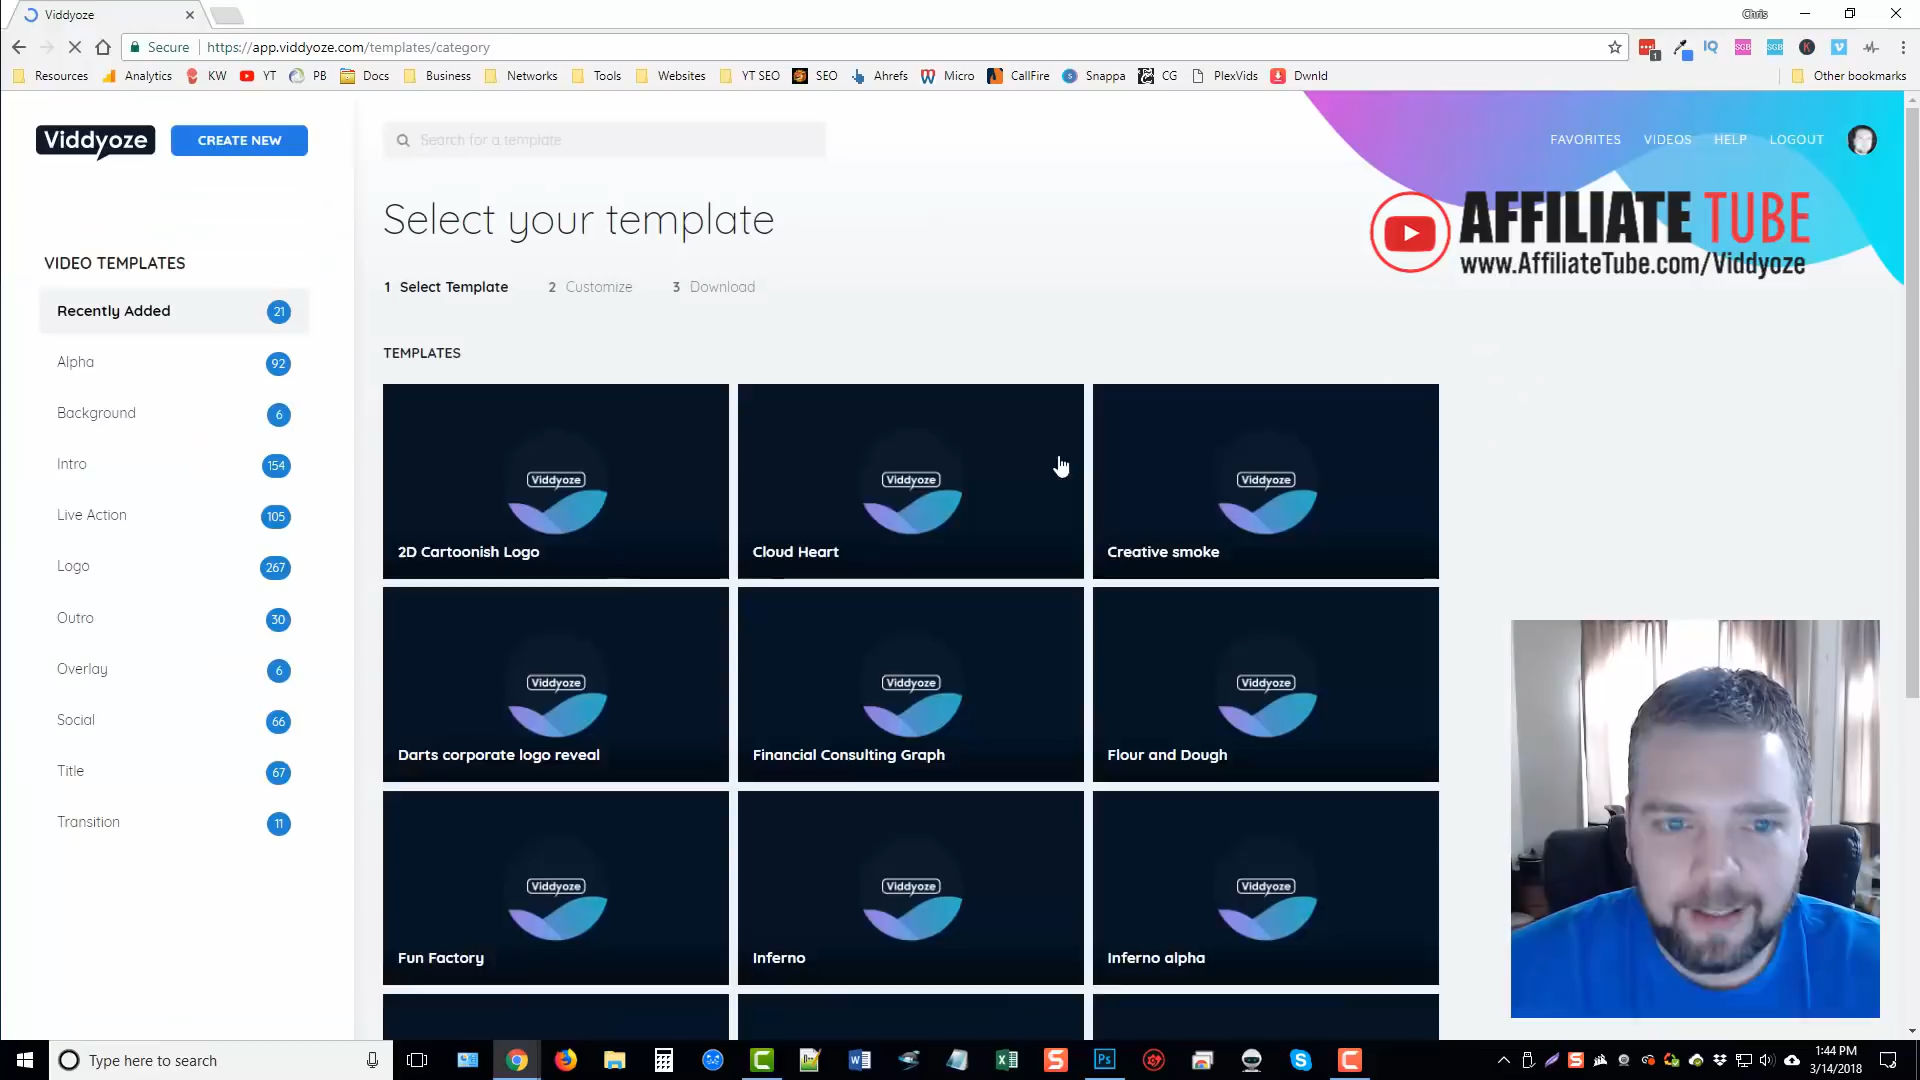 Viddyoze
Chris
Secure https://app.viddyoze.com/templates/category
Resources Analytics KW YT PB Docs Business Networks Tools Websites YT SEO SEO Ahrefs Micro CallFire Snappa CG PlexVids Dwnld Other bookmarks
Viddyoze CREATE NEW
Search for a template
FAVORITES VIDEOS HELP LOGOUT
Select your template
AFFILIATE TUBE
www.AffiliateTube.com/Viddyoze
1 Select Template 2 Customize 3 Download
VIDEO TEMPLATES
Recently Added 21
Alpha 92
Background 6
Intro 154
Live Action 105
Logo 267
Outro 30
Overlay 6
Social 66
Title 67
Transition 11
TEMPLATES
Viddyoze Viddyoze Viddyoze
2D Cartoonish Logo Cloud Heart Creative smoke
Viddyoze Viddyoze Viddyoze
Darts corporate logo reveal Financial Consulting Graph Flour and Dough
Viddyoze Viddyoze Viddyoze
Fun Factory Inferno Inferno alpha
Type here to search
1:44 PM
3/14/2018